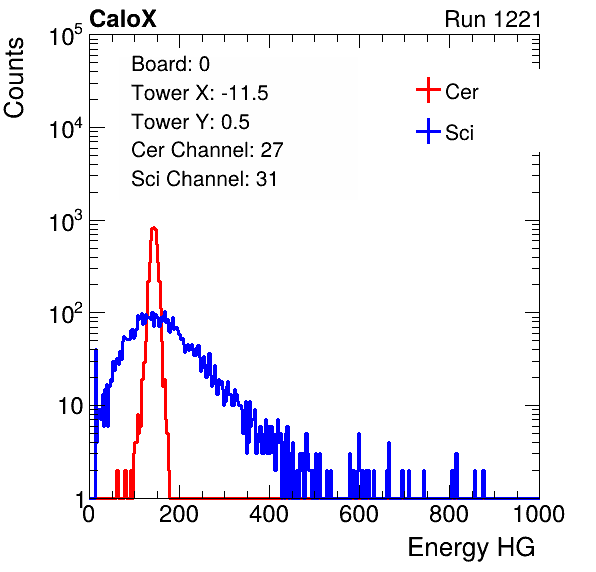 CaloX Run 1221
Counts
Board: 0
Tower X: -11.5
Tower Y: 0.5
Cer Channel: 27
Sci Channel: 31
Cer
Sci
10^5
10^4
10^3
10^2
10
1
0 200 400 600 800 1000
Energy HG